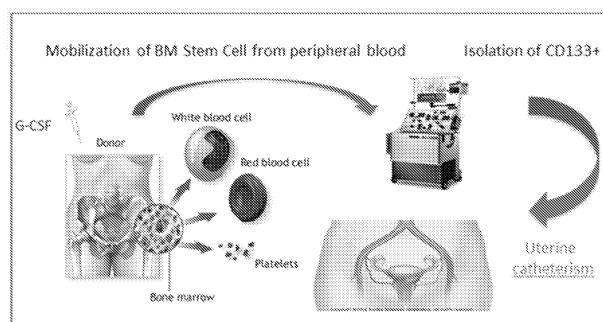 Mobilization of BM Stem Cell from peripheral blood
Isolation of CD133+
G-CSF
Donor
White blood cell
Red blood cell
Platelets
Bone marrow
Uterine
catheterism